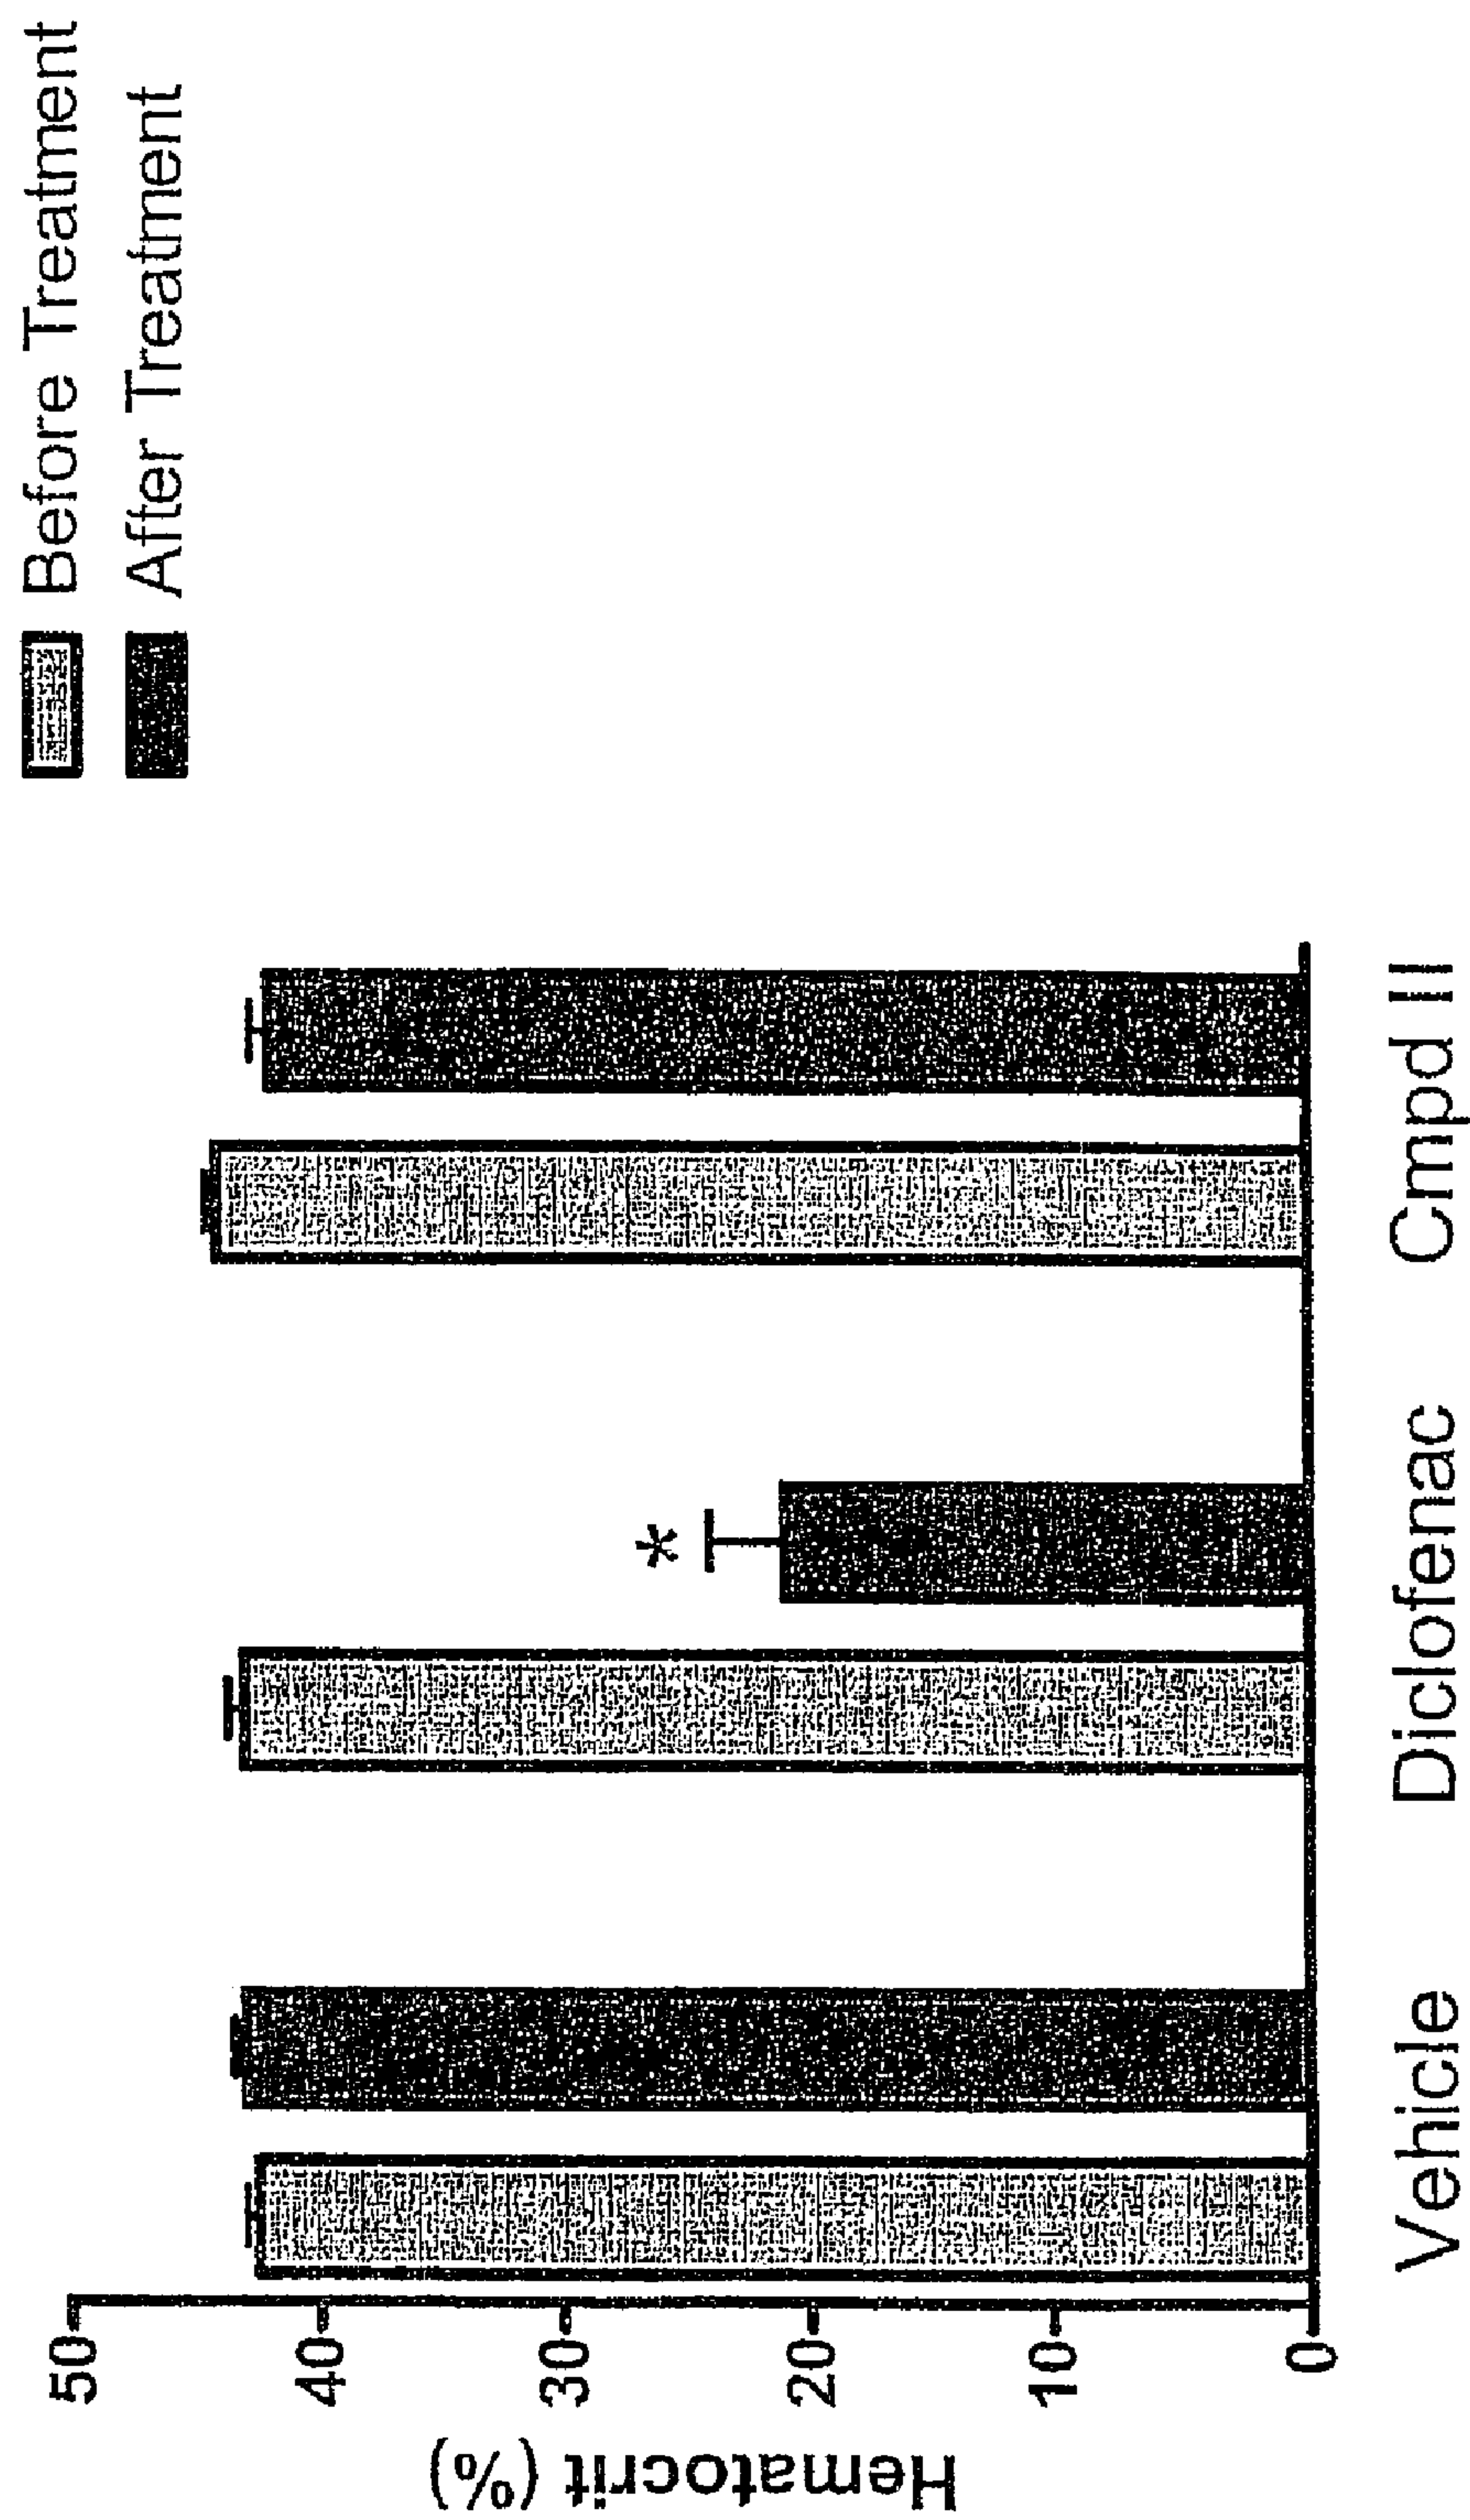 Before Treatment
After Treatment
Hematocrit (%)
50
40
30
20
10
0
*
Vehicle
Diclofenac
Cmpd II